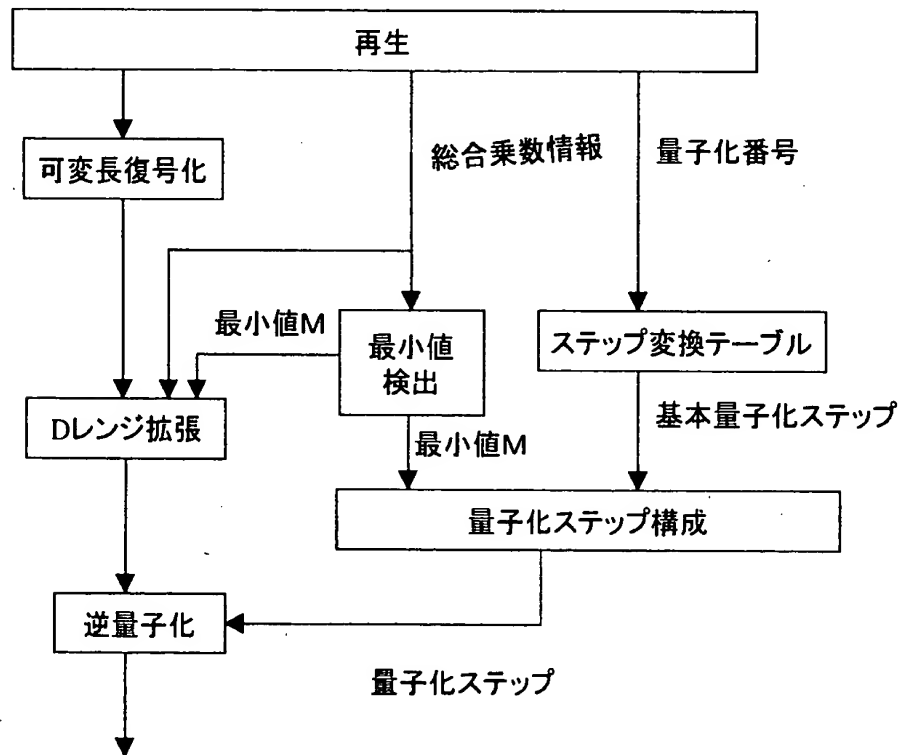 再生
総合乗数情報
量子化番号
可変長復号化
最小値M
最小値
検出
ステップ変換テーブル
Dレンジ拡張
最小値M
基本量子化ステップ
量子化ステップ構成
逆量子化
量子化ステップ